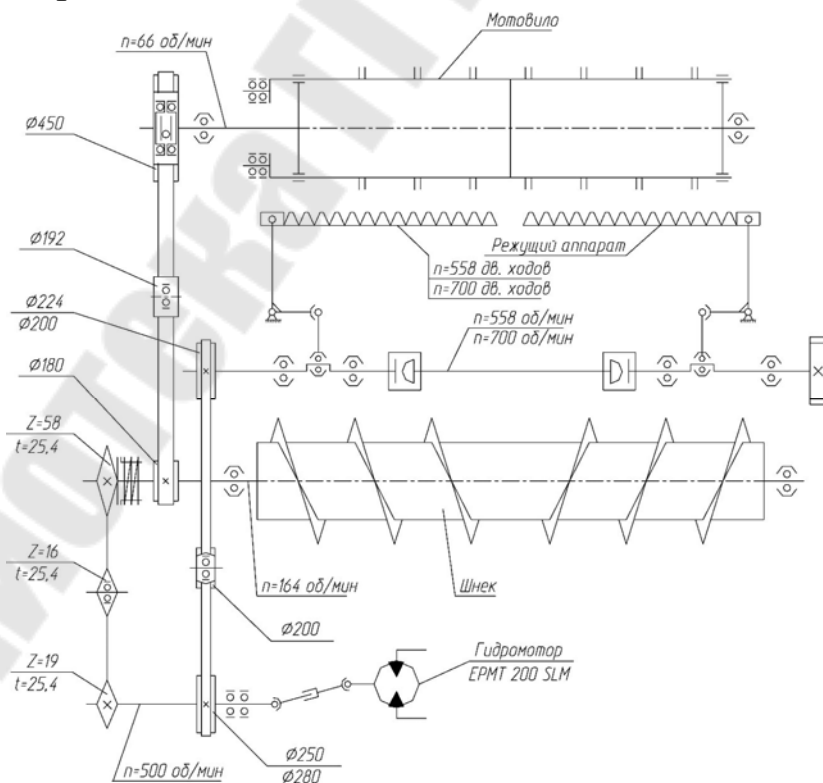 Мотовило
n=66 об/мин
Ø450
Ø192
Режущий аппарат
n=558 дв. ходов
n=700 дв. ходов
Ø224
Ø200
n=558 об/мин
n=700 об/мин
Ø180
Z=58
t=25,4
Z=16
t=25,4
n=164 об/мин
Шнек
Ø200
Гидромотор
EPMT 200 SLM
Z=19
t=25,4
Ø250
Ø280
n=500 об/мин